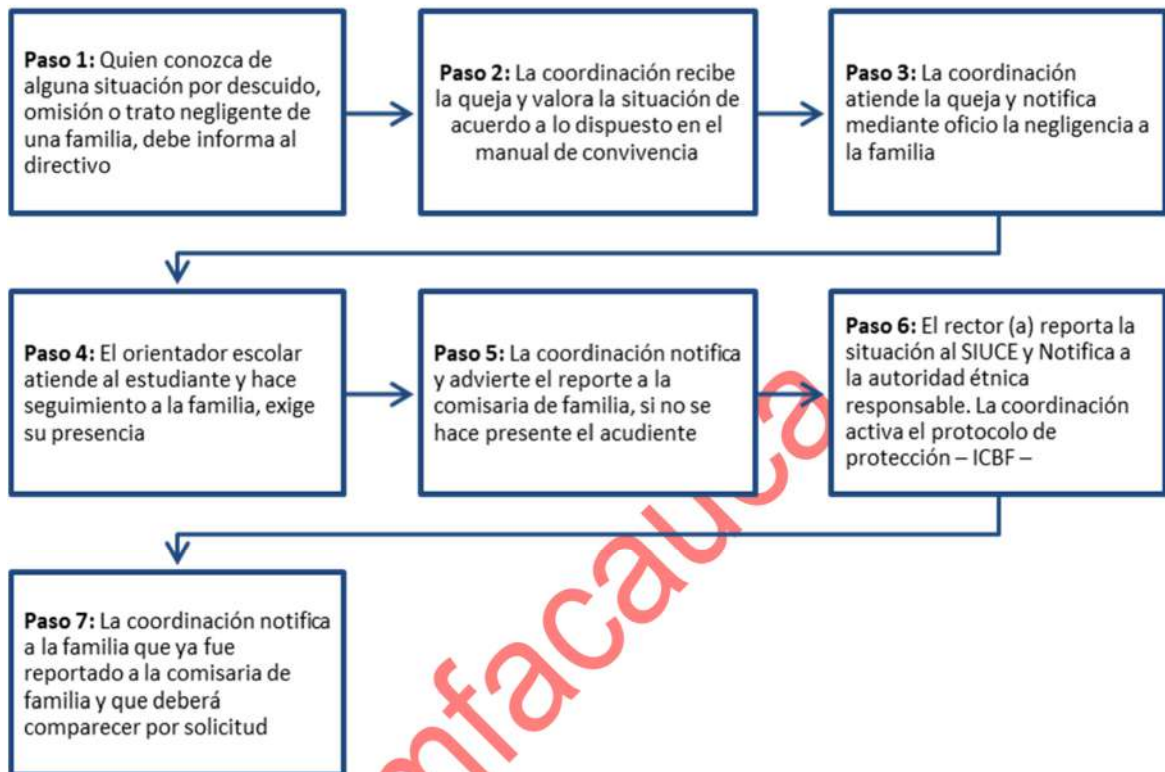 Paso 1: Quien conozca de
alguna situación por descuido,
omisión o trato negligente de
una familia, debe informa al
directivo
Paso 2: La coordinación recibe
la queja y valora la situación de
acuerdo a lo dispuesto en el
manual de convivencia
Paso 3: La coordinación
atiende la queja y notifica
mediante oficio la negligencia a
la familia
Paso 4: El orientador escolar
atiende al estudiante y hace
seguimiento a la familia, exige
su presencia
Paso 5: La coordinación notifica
y advierte el reporte a la
comisaria de familia, si no se
hace presente el acudiente
Paso 6: El rector (a) reporta la
situación al SIUCE y Notifica a
la autoridad étnica
responsable. La coordinación
activa el protocolo de
protección – ICBF –
Paso 7: La coordinación notifica
a la familia que ya fue
reportado a la comisaria de
familia y que deberá
comparecer por solicitud
mfacauca